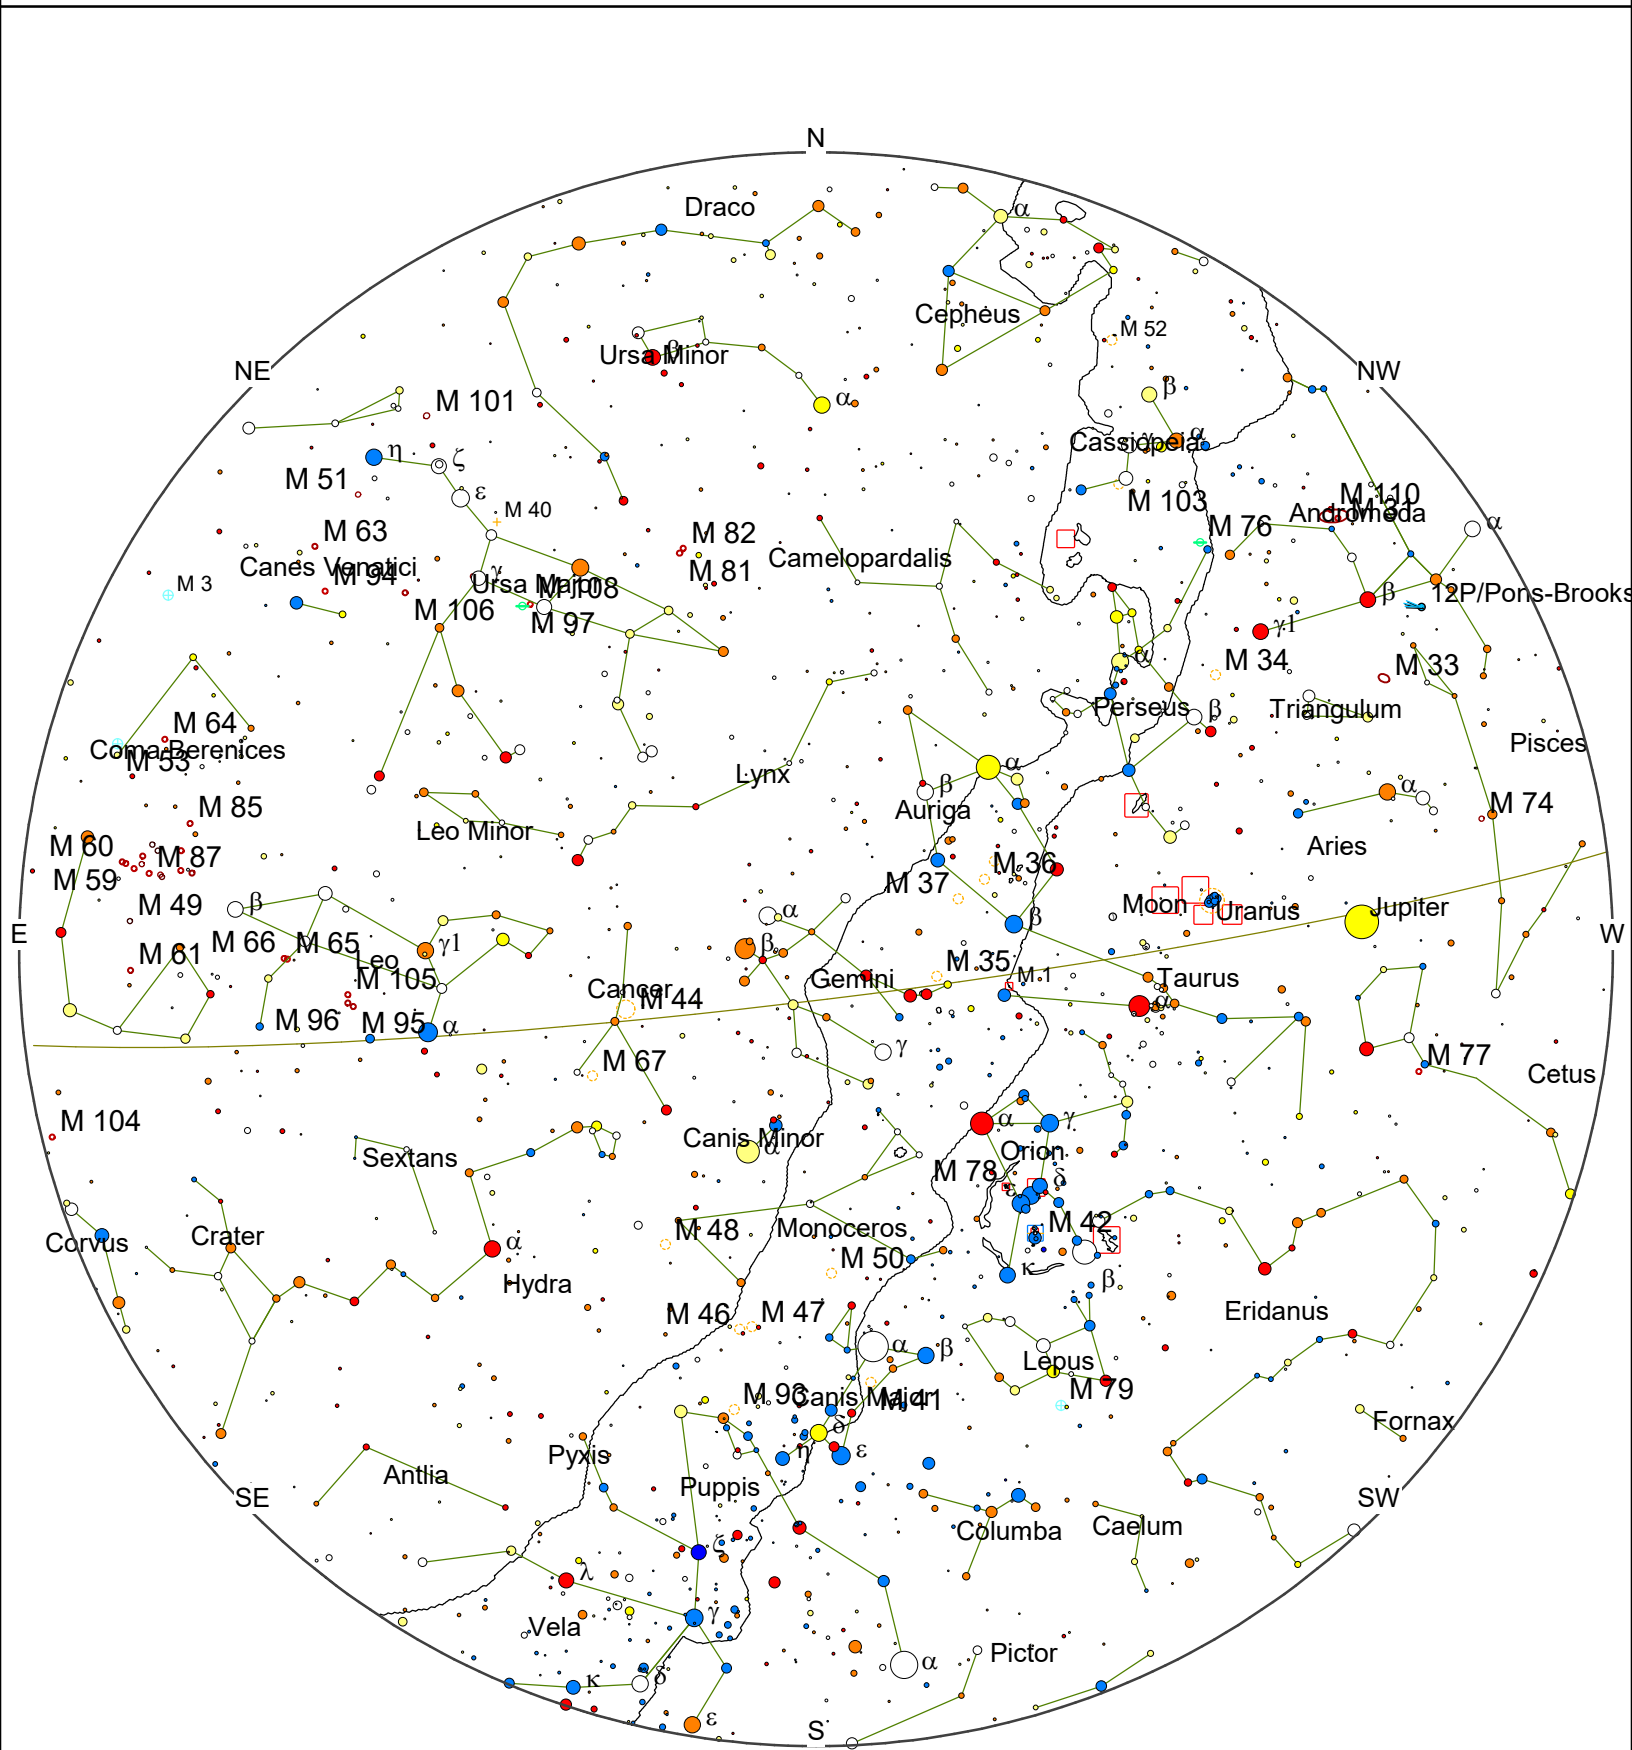 N
Draco
α
Cepheus
M 52
Ursa Minor
β
NE
NW
β
α
M 101
α
Cassiopeia
γ
η
ζ
M 51
ε
M 103
M 110
M 31
Andromeda
M 40
α
M 63
M 82
M 76
Canes Venatici
Camelopardalis
M 94
M 81
M 3
γ
Ursa Major
M 108
β
12P/Pons-Brooks
M 106
M 97
γ1
α
M 34
M 33
Perseus
β
Triangulum
M 64
Pisces
Coma Berenices
M 53
Lynx
α
β
α
M 85
Auriga
M 74
Leo Minor
M 60
M 87
Aries
M 59
M 37
M 36
M 49
β
α
β
Moon
Uranus
Jupiter
E
W
M 61
M 66
M 65
γ1
β
Leo
M 105
Gemini
M 35
M 1
Taurus
Cancer
M 44
α
M 96
M 95
α
γ
M 67
M 77
Cetus
M 104
α
γ
Canis Minor
α
Sextans
Orion
M 78
δ
ε
Corvus
Crater
M 48
Monoceros
M 42
α
M 50
κ
β
Hydra
M 46
M 47
Eridanus
α
β
Lepus
M 93
Canis Major
M 41
M 79
δ
Fornax
Pyxis
η
ε
Antlia
Puppis
SE
SW
Columba
Caelum
ζ
λ
γ
Vela
Pictor
α
κ
δ
ε
S